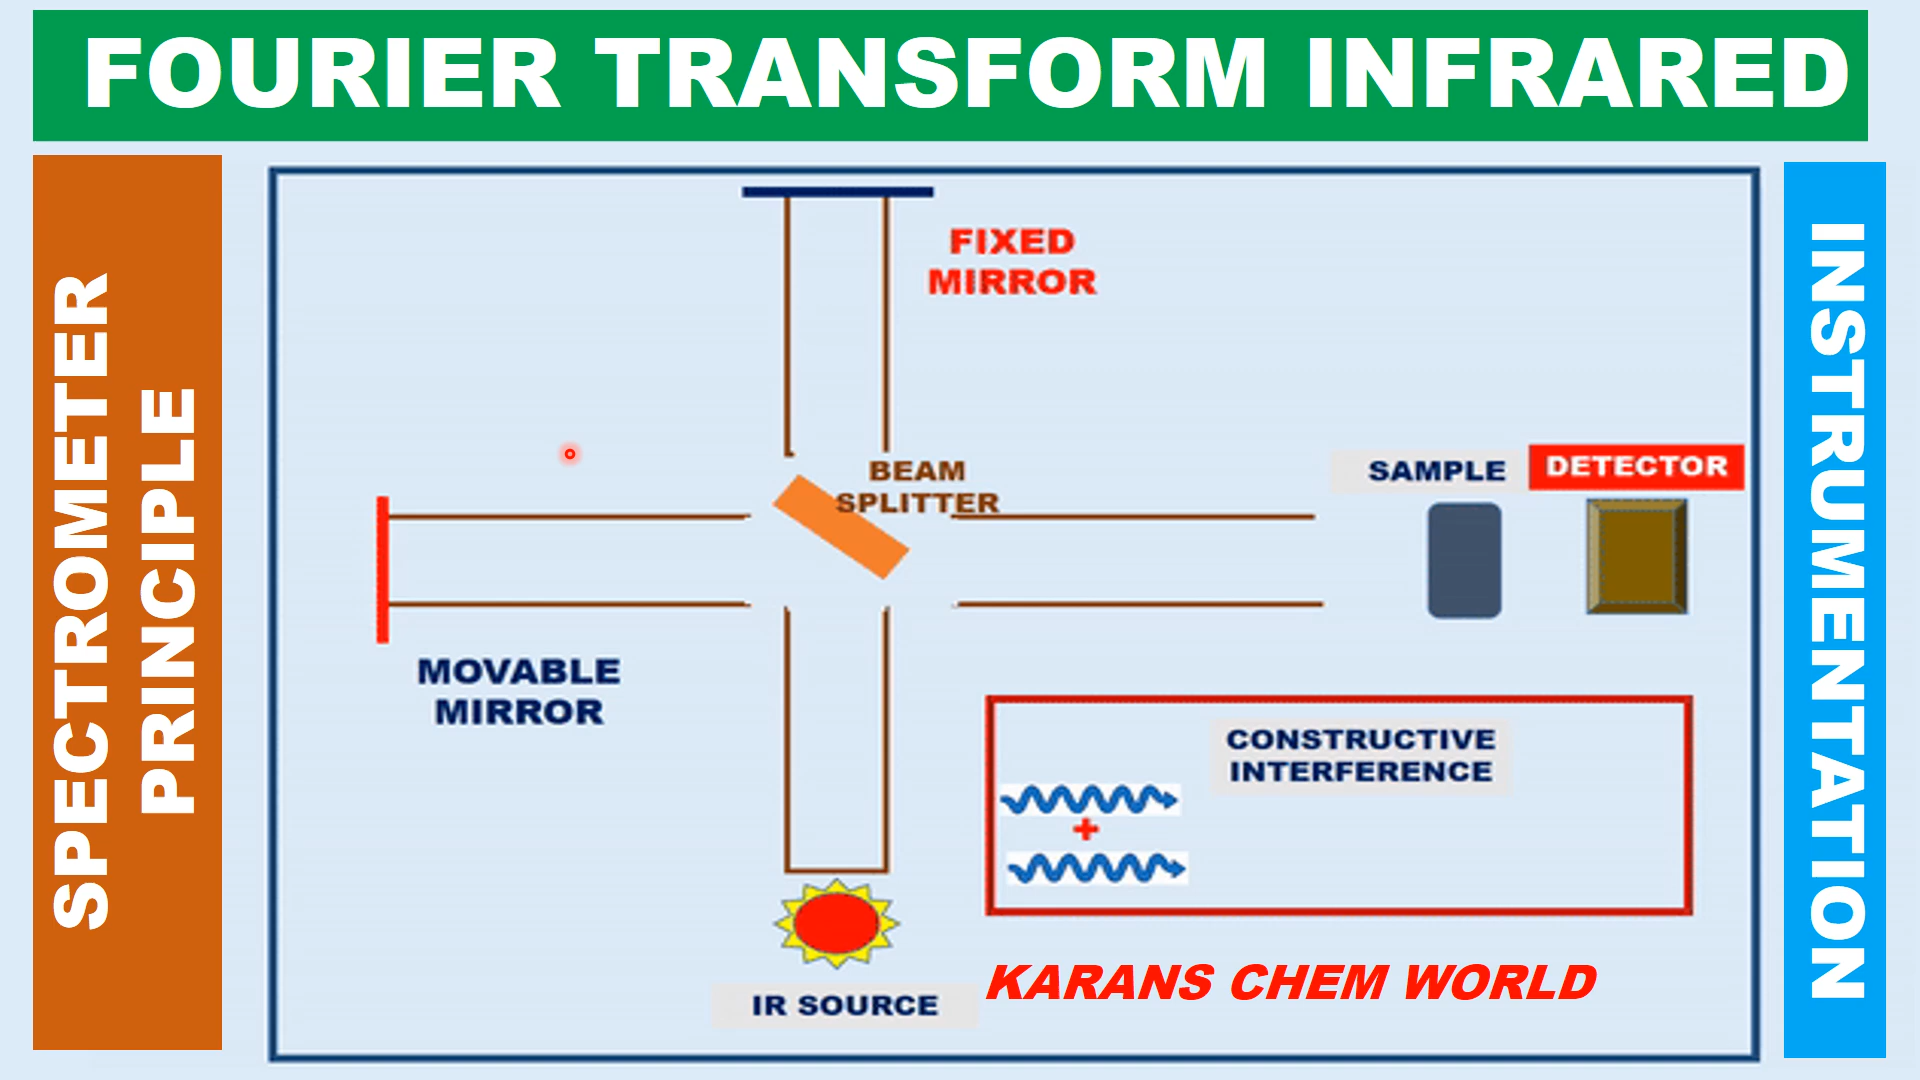 FOURIER TRANSFORM INFRARED
SPECTROMETER
PRINCIPLE
FIXED
MIRROR
BEAM
SPLITTER
SAMPLE
DETECTOR
MOVABLE
MIRROR
CONSTRUCTIVE
INTERFERENCE
+
IR SOURCE
KARANS CHEM WORLD
INSTRUMENTATION